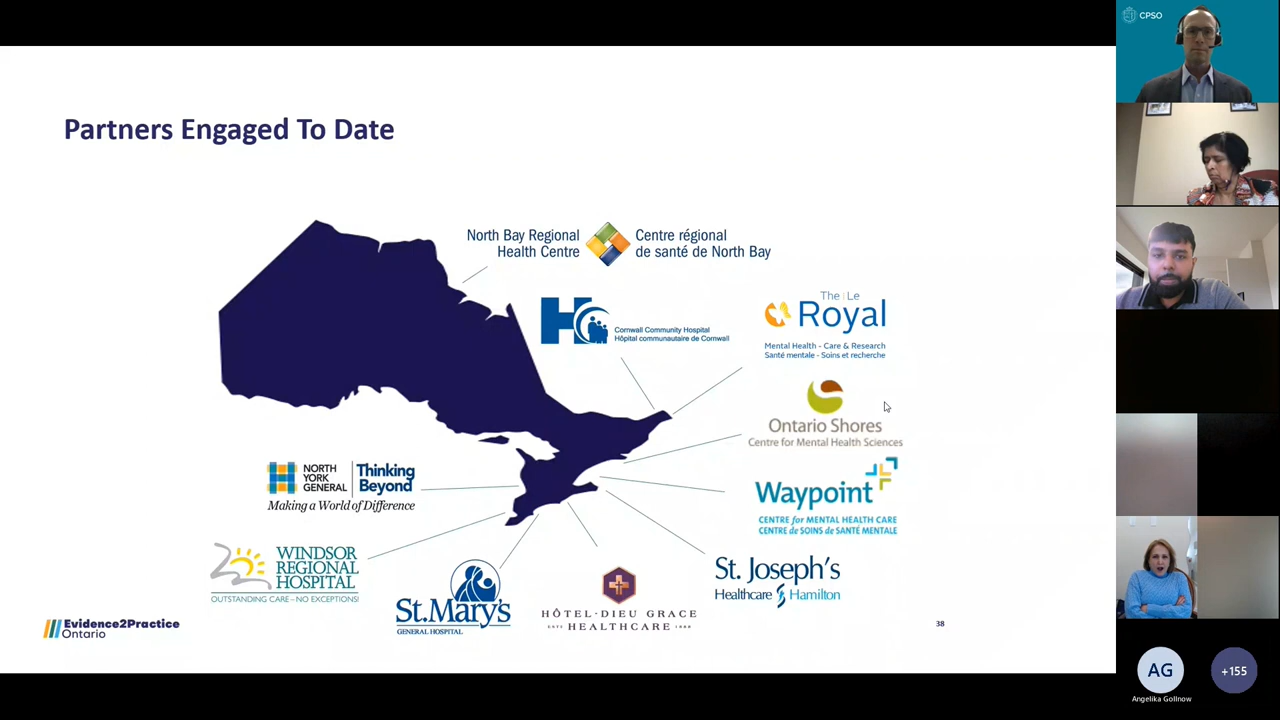 CPSO
Partners Engaged To Date
North Bay Regional
Health Centre
Centre régional
de santé de North Bay
H
Cornwall Community Hospital
Hôpital communautaire de Cornwall
The | Le
Royal
Mental Health - Care & Research
Santé mentale - Soins et recherche
Ontario Shores
Centre for Mental Health Sciences
NORTH
YORK
GENERAL
Thinking
Beyond
Making a World of Difference
Waypoint
CENTRE for MENTAL HEALTH CARE
CENTRE de SOINS de SANTÉ MENTALE
WINDSOR
REGIONAL
HOSPITAL
OUTSTANDING CARE – NO EXCEPTIONS!
St. Mary's
GENERAL HOSPITAL
HÔTEL-DIEU GRACE
ESTD HEALTHCARE 1888
St. Joseph's
Healthcare Hamilton
Evidence2Practice
Ontario
38
AG
Angelika Gollnow
+155